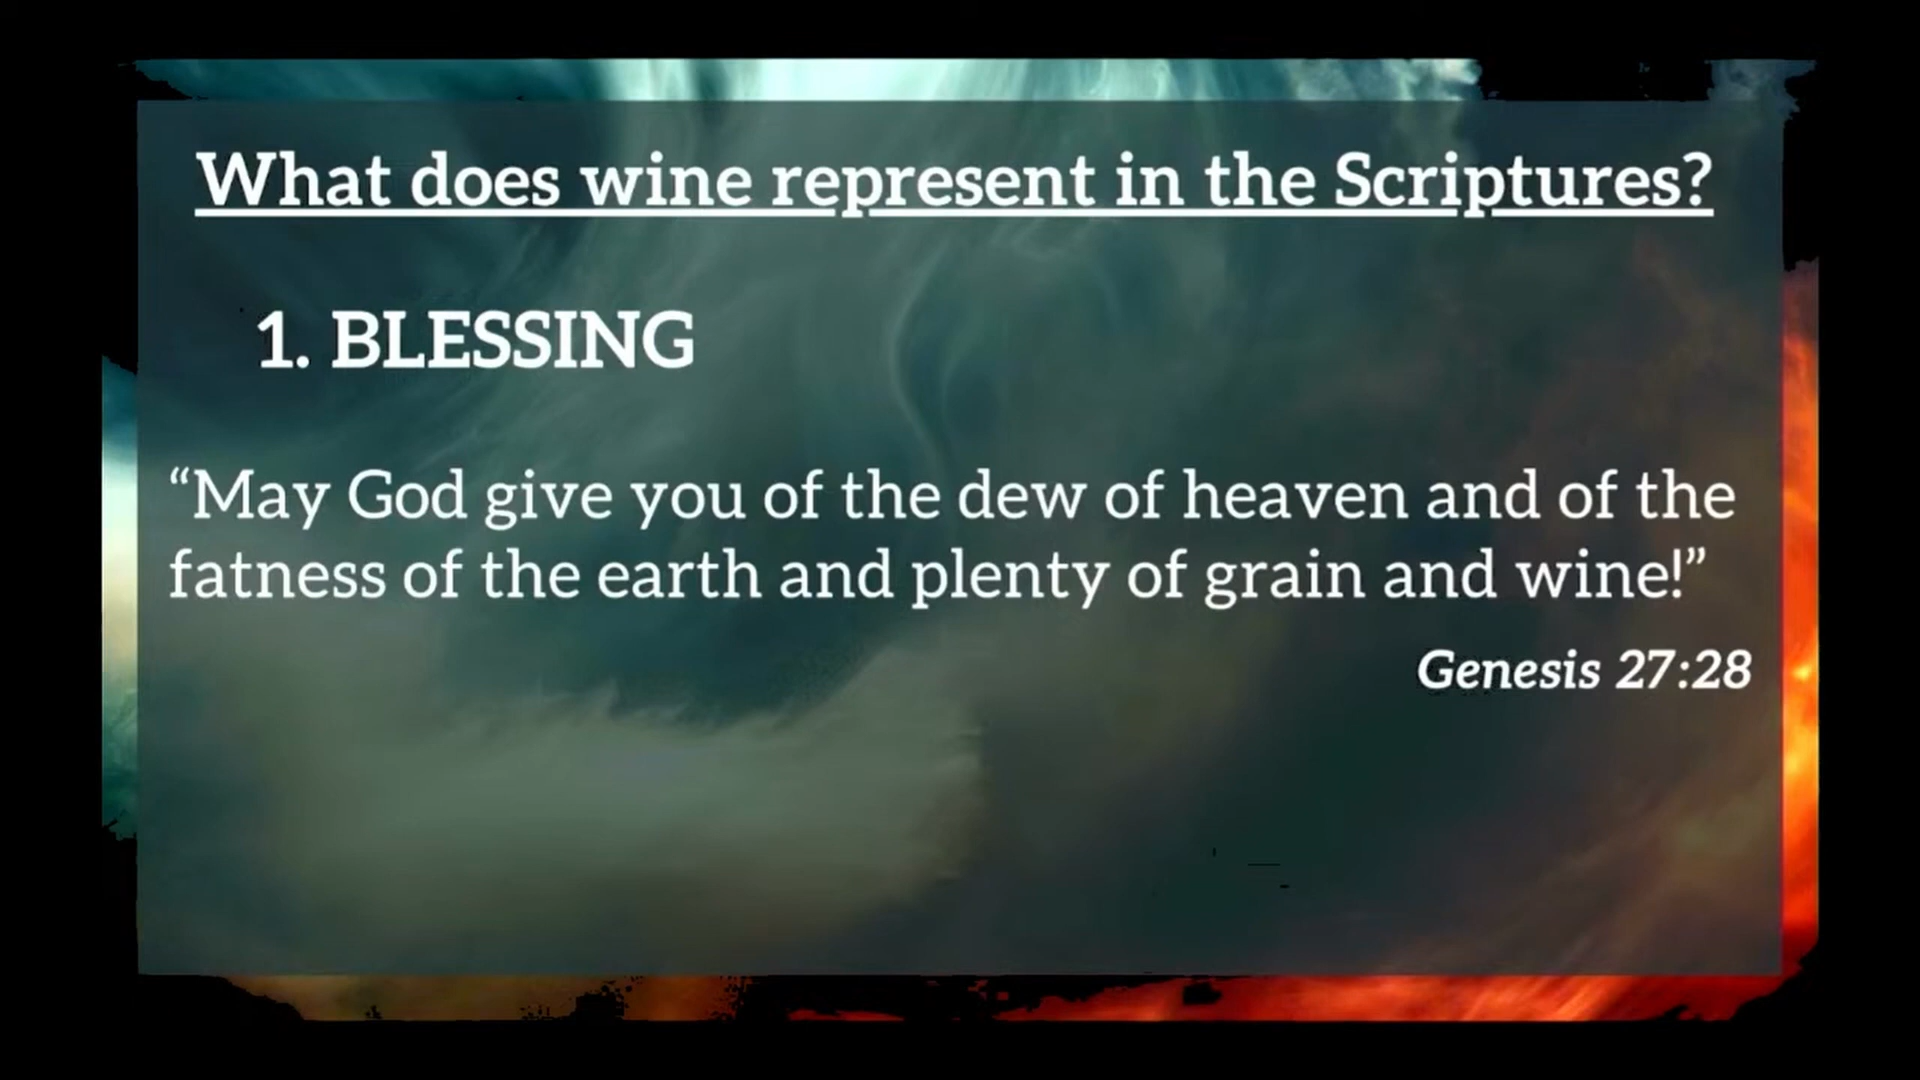 What does wine represent in the Scriptures?
1. BLESSING
“May God give you of the dew of heaven and of the
fatness of the earth and plenty of grain and wine!”
Genesis 27:28